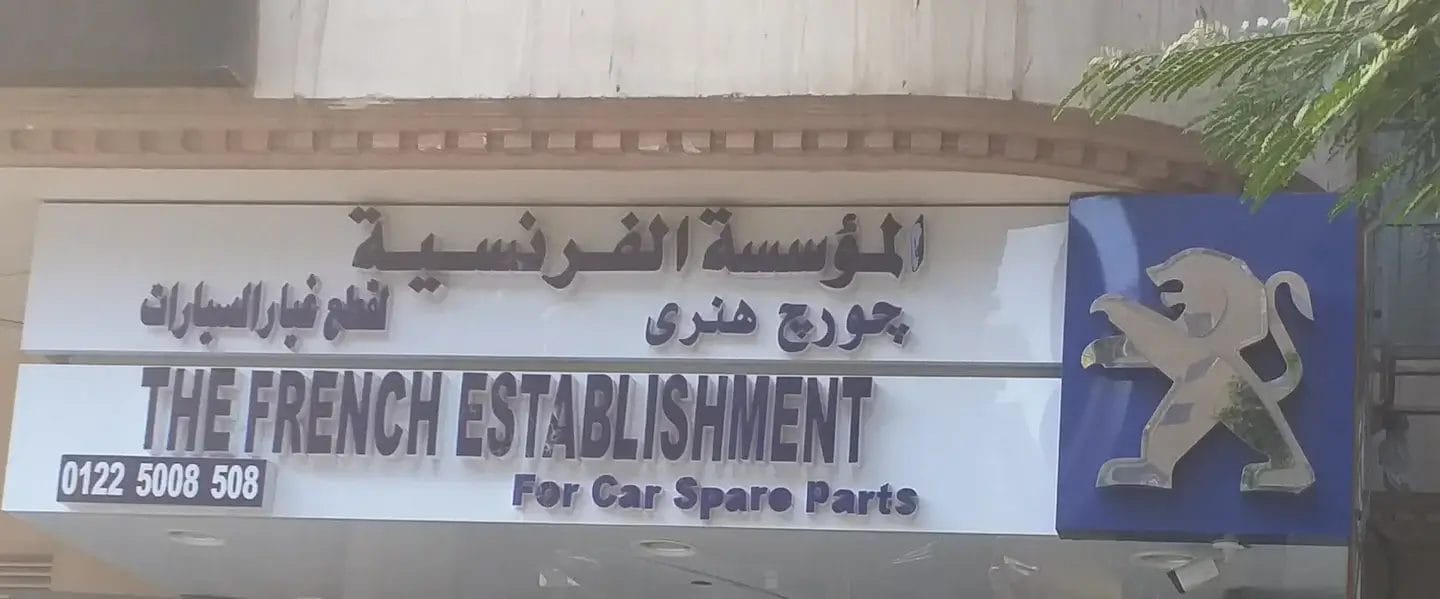 المؤسسة الفرنسية
چورچ هنرى
لقطع غيار السيارات
THE FRENCH ESTABLISHMENT
0122 5008 508
For Car Spare Parts